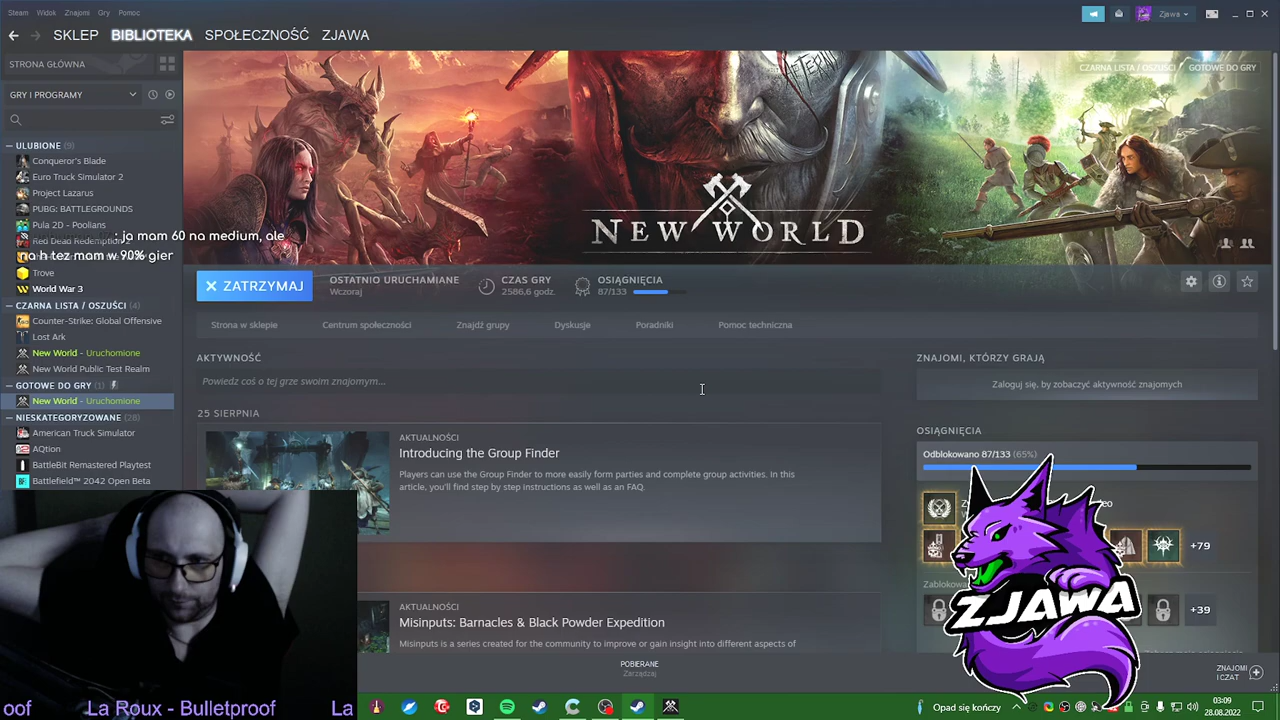 Steam Widok Znajomi Gry Pomoc
Zjawa
SKLEP BIBLIOTEKA SPOŁECZNOŚĆ ZJAWA
STRONA GŁÓWNA
GRY I PROGRAMY
ULUBIONE (9)
Conqueror's Blade
Euro Truck Simulator 2
Project Lazarus
PUBG: BATTLEGROUNDS
Pula 2D - Poolians
Red Dead Redemption 2
: ja mam 60 na medium, ale
na h tez mam w 90% gier
Trove
World War 3
CZARNA LISTA / OSZUŚCI (4)
Counter-Strike: Global Offensive
Lost Ark
New World - Uruchomione
New World Public Test Realm
GOTOWE DO GRY (1)
New World - Uruchomione
NIESKATEGORYZOWANE (28)
American Truck Simulator
AQtion
BattleBit Remastered Playtest
Battlefield™ 2042 Open Beta
CZARNA LISTA / OSZUŚCI GOTOWE DO GRY
NEW WORLD
ETERNUM
ZATRZYMAJ
OSTATNIO URUCHAMIANE
Wczoraj
CZAS GRY
2586,6 godz.
OSIĄGNIĘCIA
87/133
Strona w sklepie Centrum społeczności Znajdź grupy Dyskusje Poradniki Pomoc techniczna
AKTYWNOŚĆ
Powiedz coś o tej grze swoim znajomym...
25 SIERPNIA
AKTUALNOŚCI
Introducing the Group Finder
Players can use the Group Finder to more easily form parties and complete group activities. In this
article, you'll find step by step instructions as well as an FAQ.
AKTUALNOŚCI
Misinputs: Barnacles & Black Powder Expedition
Misinputs is a series created for the community to improve or gain insight into different aspects of
ZNAJOMI, KTÓRZY GRAJĄ
Zaloguj się, by zobaczyć aktywność znajomych
OSIĄGNIĘCIA
Odblokowano 87/133 (65%)
+79
Zablokowa
+39
ZJAWA
POBIERANE
Zarządzaj
ZNAJOMI
I CZAT
oof La Roux - Bulletproof La
Opad się kończy
03:09
28.08.2022